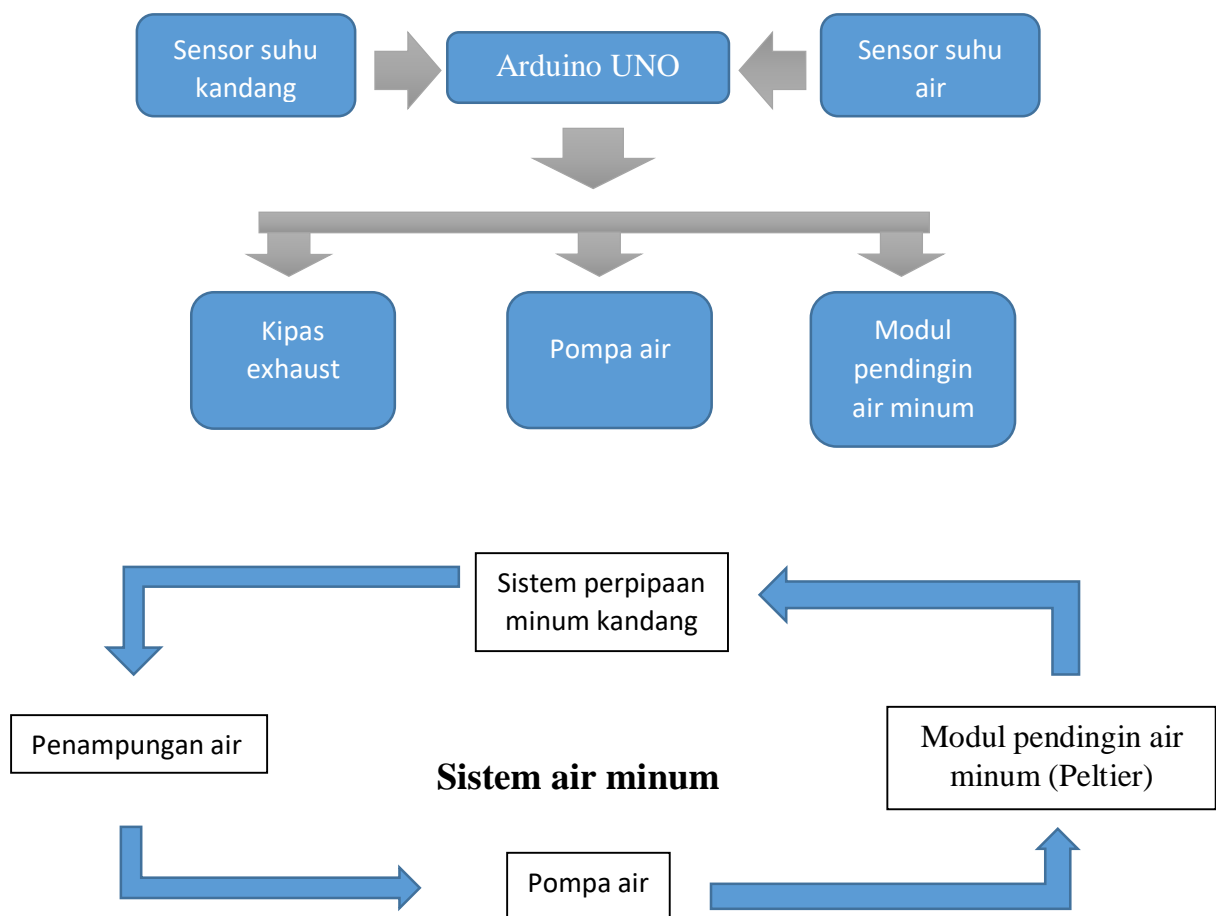 Sensor suhu
kandang
Arduino UNO
Sensor suhu
air
Kipas
exhaust
Pompa air
Modul
pendingin
air minum
Sistem perpipaan
minum kandang
Penampungan air
Modul pendingin air
minum (Peltier)
Sistem air minum
Pompa air